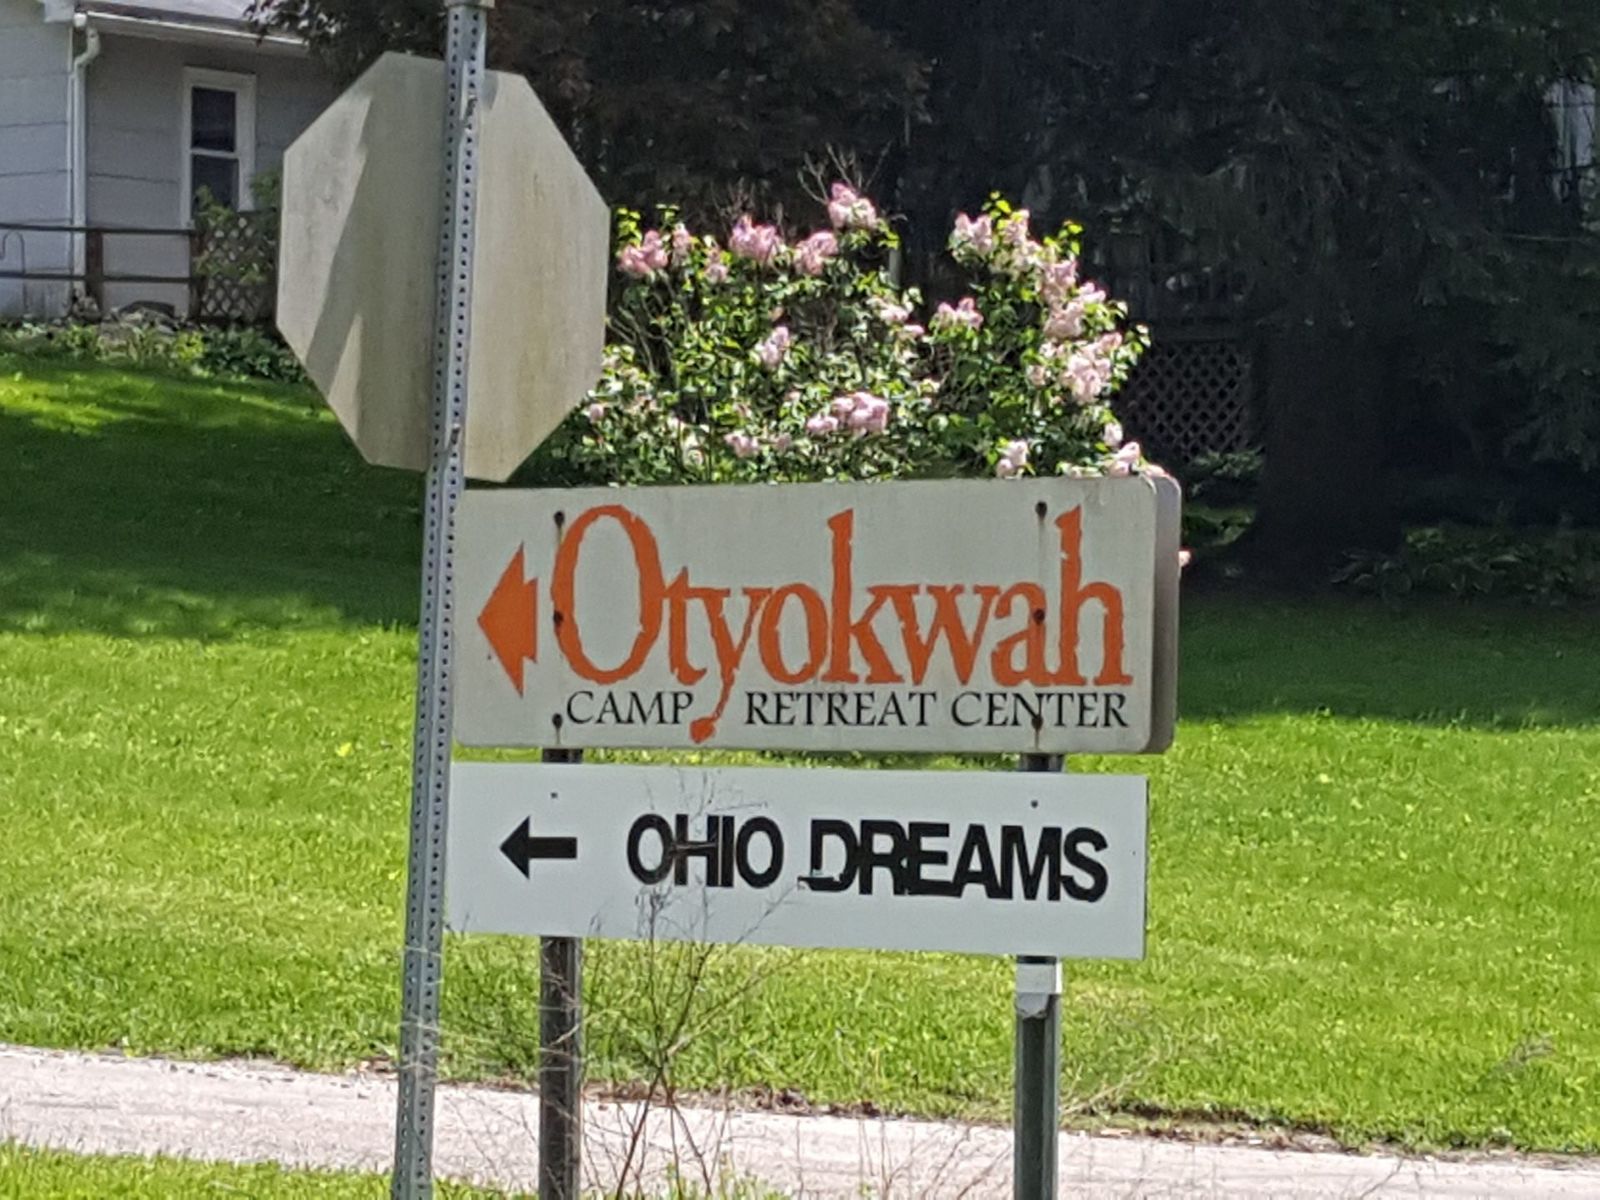 Otyokwah
CAMP RETREAT CENTER
OHIO DREAMS